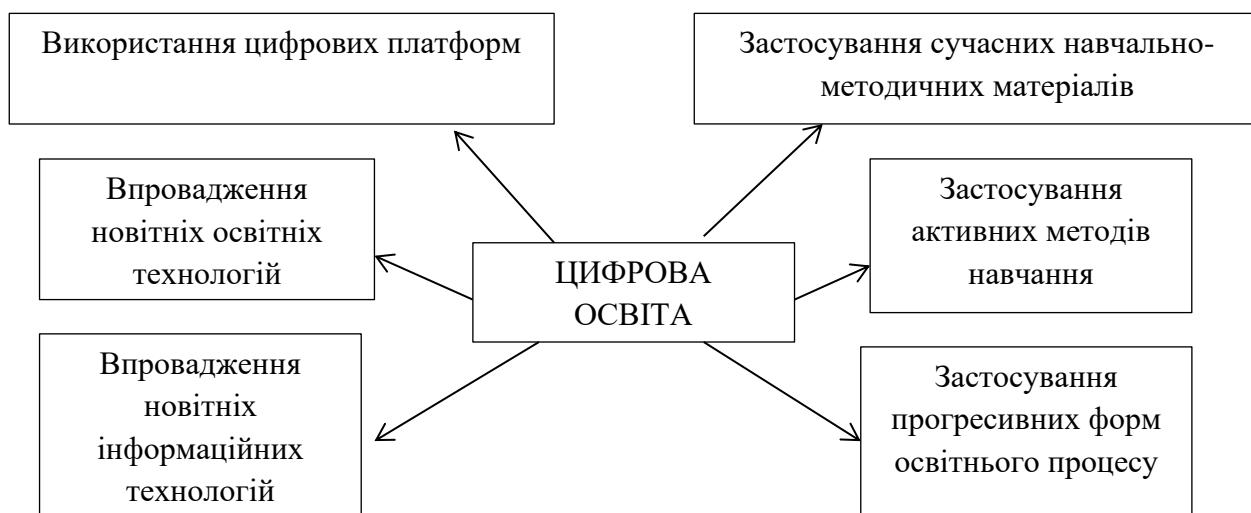 Використання цифрових платформ
Застосування сучасних навчально-
методичних матеріалів
Впровадження
новітніх освітніх
технологій
Застосування
активних методів
навчання
ЦИФРОВА
ОСВІТА
Впровадження
новітніх
інформаційних
технологій
Застосування
прогресивних форм
освітнього процесу